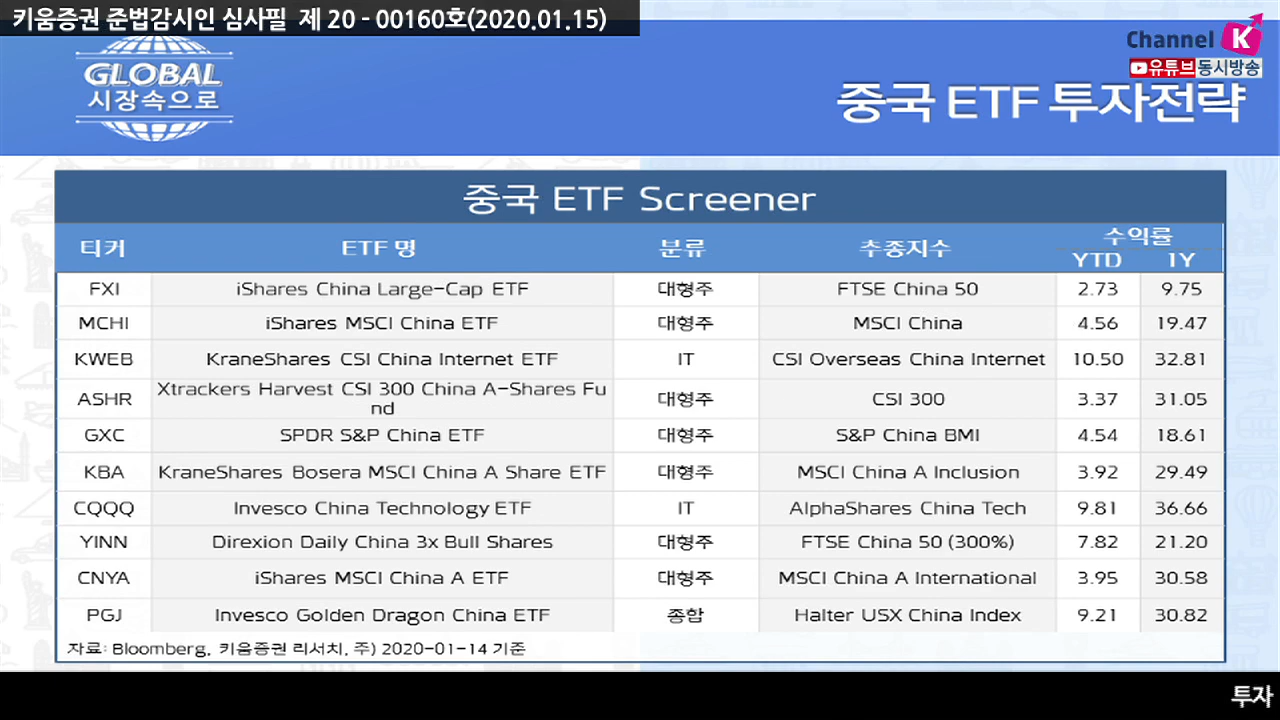 키움증권 준법감시인 심사필 제 20 - 00160호(2020.01.15)
Channel K
유튜브 동시방송
GLOBAL
시장속으로
중국 ETF 투자전략
중국 ETF Screener
티커 ETF 명 분류 추종지수 수익률
YTD 1Y
FXI iShares China Large-Cap ETF 대형주 FTSE China 50 2.73 9.75
MCHI iShares MSCI China ETF 대형주 MSCI China 4.56 19.47
KWEB KraneShares CSI China Internet ETF IT CSI Overseas China Internet 10.50 32.81
ASHR Xtrackers Harvest CSI 300 China A-Shares Fu
nd 대형주 CSI 300 3.37 31.05
GXC SPDR S&P China ETF 대형주 S&P China BMI 4.54 18.61
KBA KraneShares Bosera MSCI China A Share ETF 대형주 MSCI China A Inclusion 3.92 29.49
CQQQ Invesco China Technology ETF IT AlphaShares China Tech 9.81 36.66
YINN Direxion Daily China 3x Bull Shares 대형주 FTSE China 50 (300%) 7.82 21.20
CNYA iShares MSCI China A ETF 대형주 MSCI China A International 3.95 30.58
PGJ Invesco Golden Dragon China ETF 종합 Halter USX China Index 9.21 30.82
자료: Bloomberg, 키움증권 리서치, 주) 2020-01-14 기준
투자